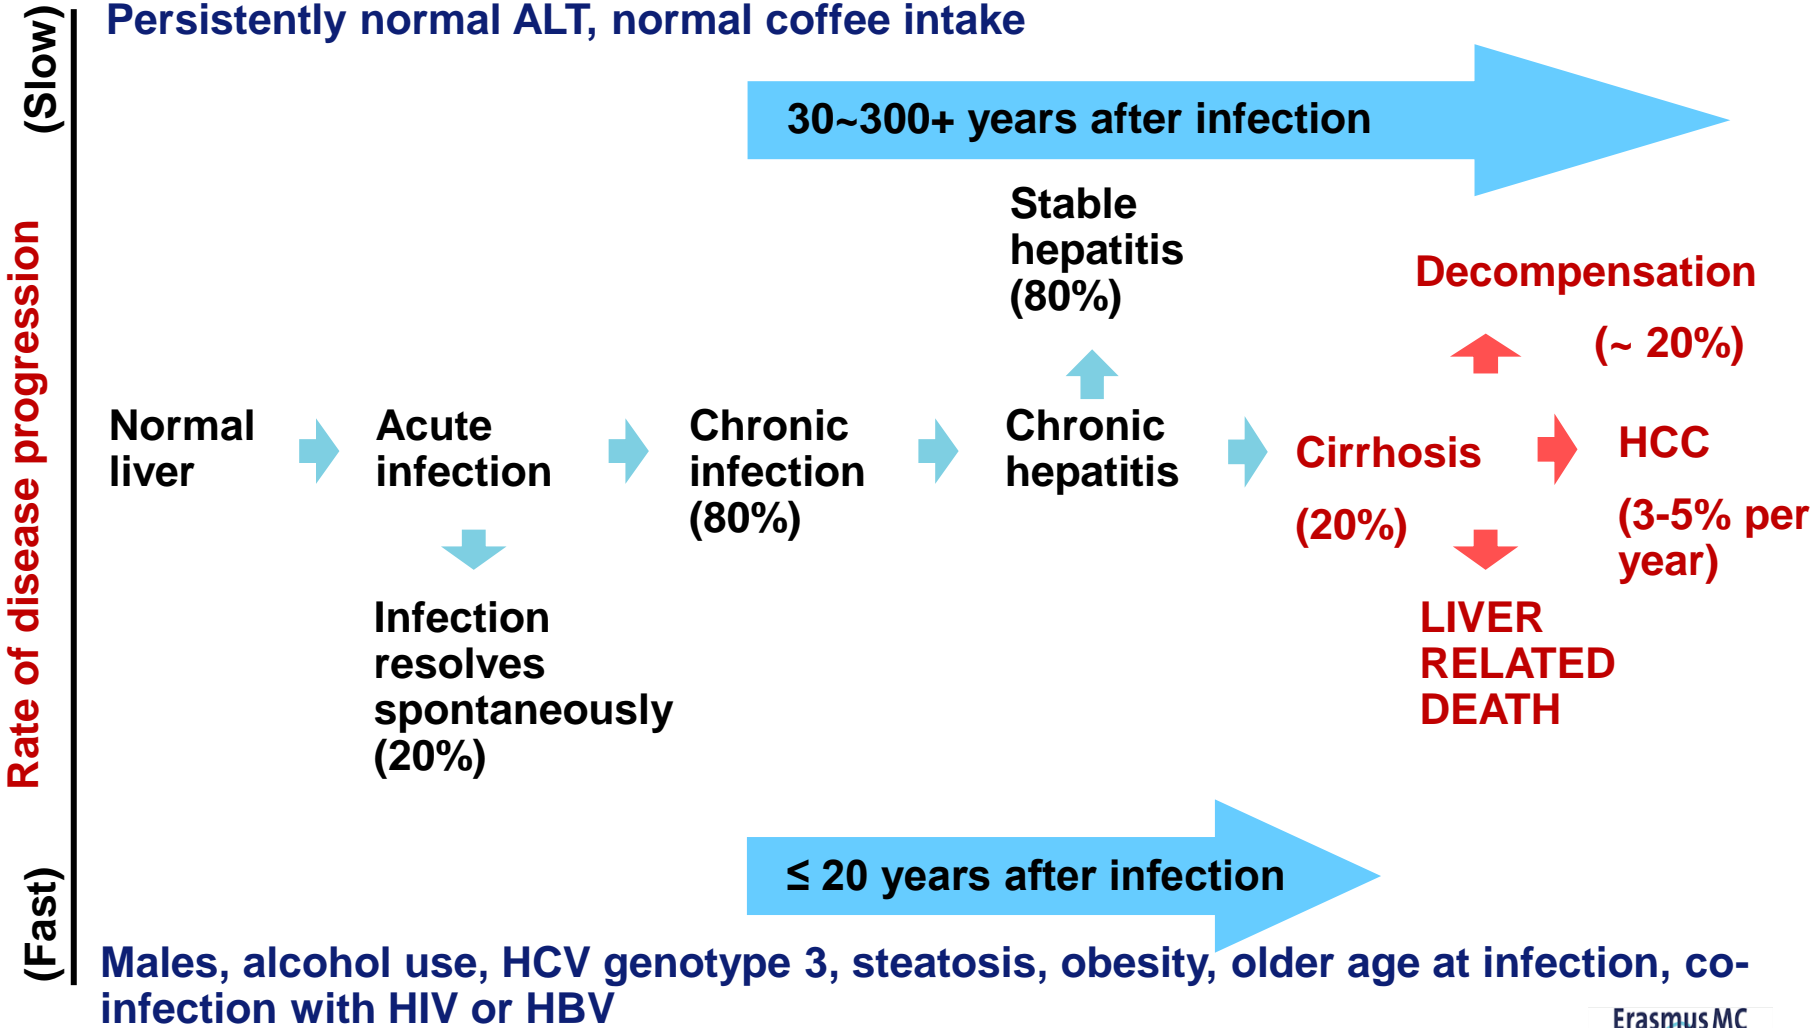 Persistently normal ALT, normal coffee intake
(Slow)
30~300+ years after infection
Stable
hepatitis
(80%)
Decompensation
(~ 20%)
Rate of disease progression
Normal
liver
Acute
infection
Chronic
infection
(80%)
Chronic
hepatitis
Cirrhosis
(20%)
HCC
(3-5% per
year)
Infection
resolves
spontaneously
(20%)
LIVER
RELATED
DEATH
≤ 20 years after infection
(Fast)
Males, alcohol use, HCV genotype 3, steatosis, obesity, older age at infection, co-
infection with HIV or HBV
Erasmus MC